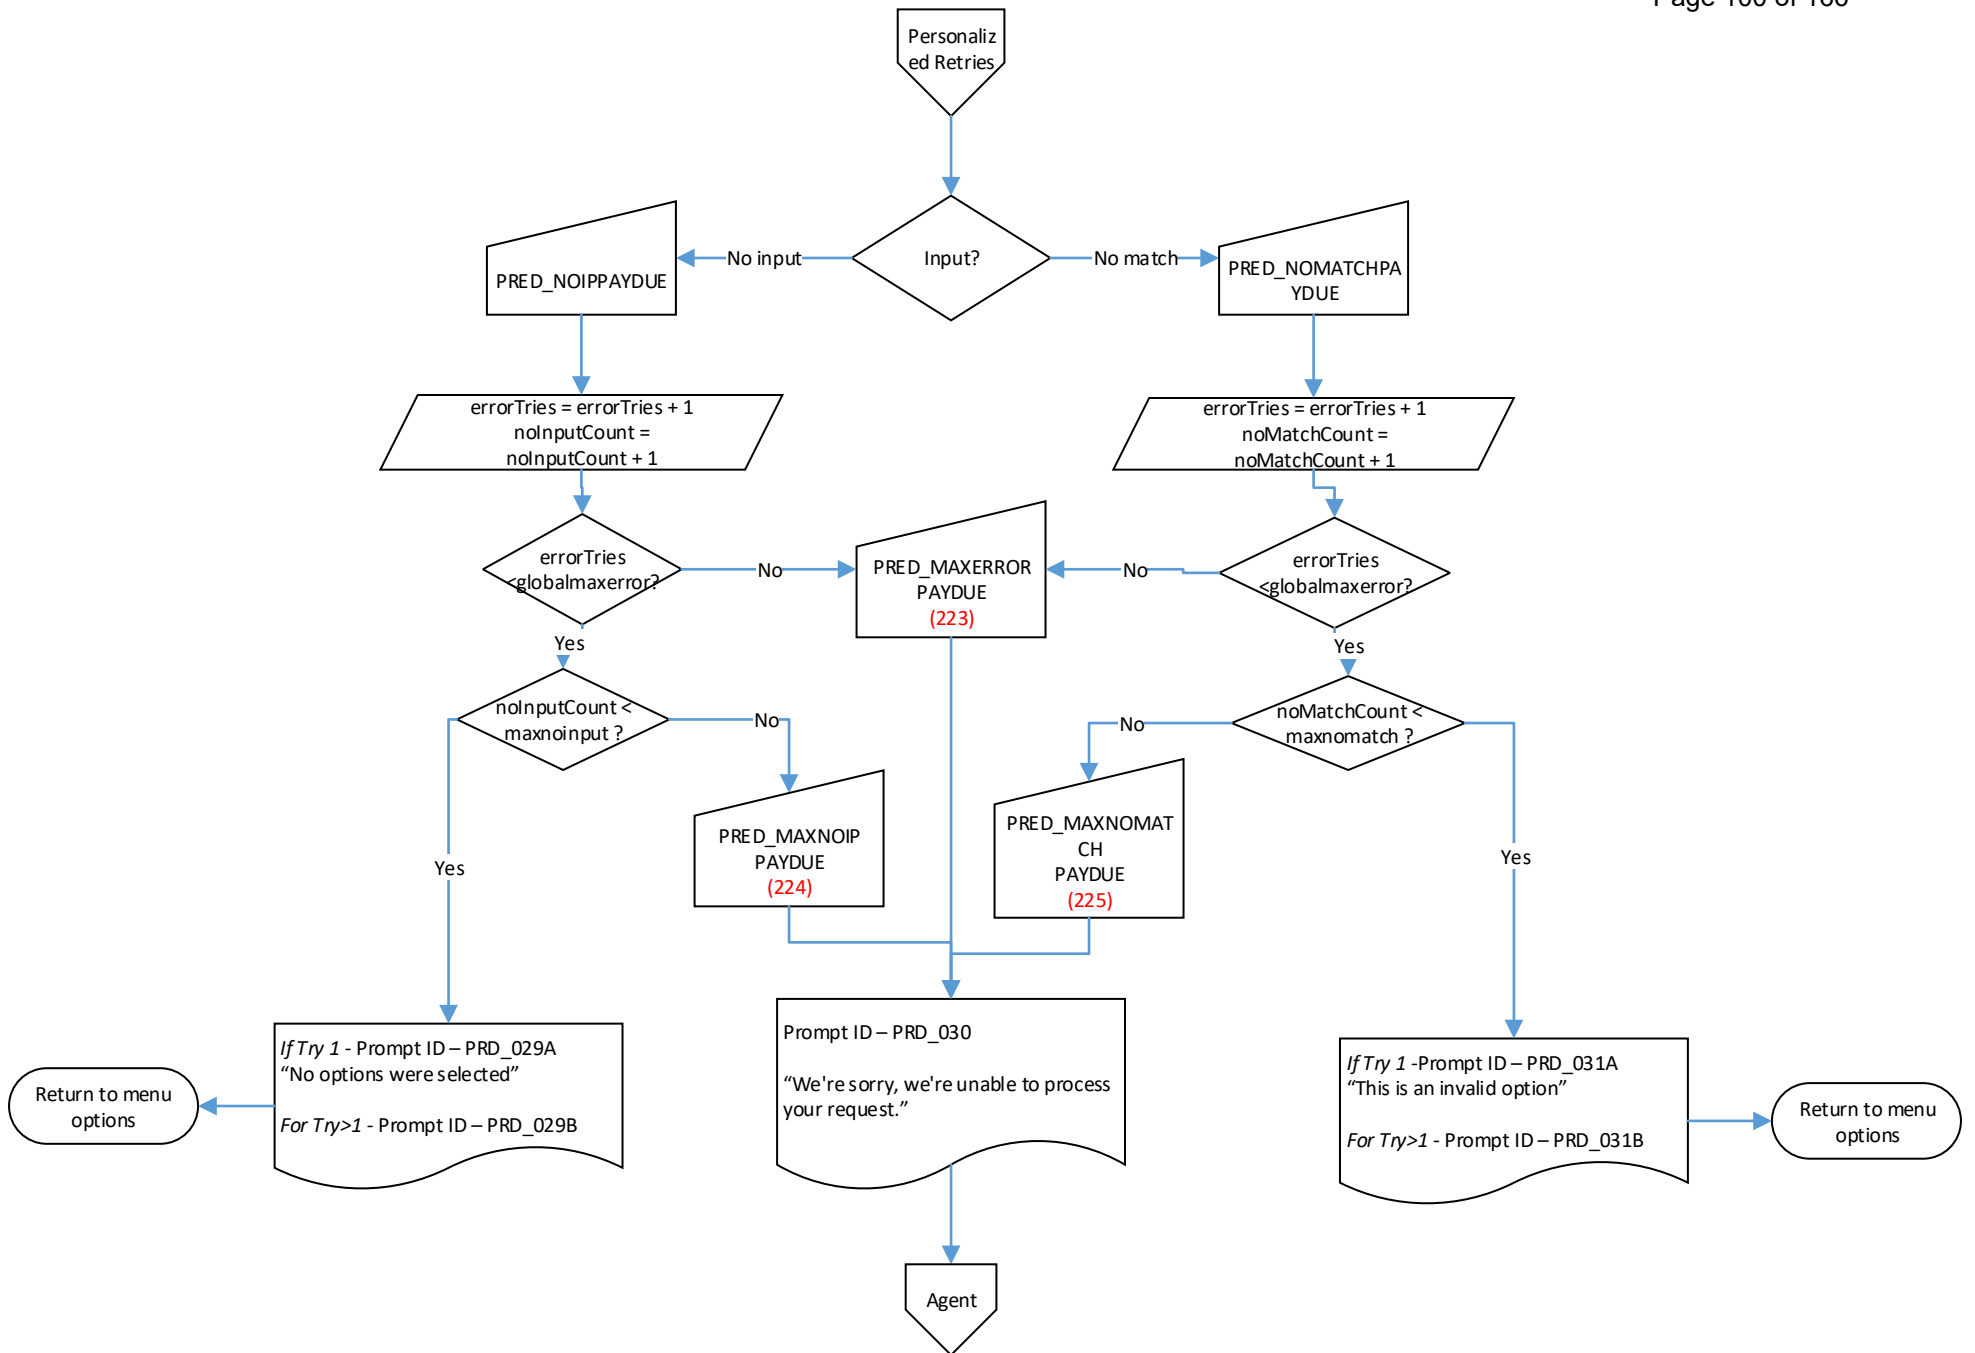 Personaliz
ed Retries
Input?
No input
No match
PRED_NOIPPAYDUE
PRED_NOMATCHPA
YDUE
errorTries = errorTries + 1
noInputCount =
noInputCount + 1
errorTries = errorTries + 1
noMatchCount =
noMatchCount + 1
errorTries
<globalmaxerror?
No
PRED_MAXERROR
PAYDUE
(223)
No
errorTries
<globalmaxerror?
Yes
Yes
noInputCount <
maxnoinput ?
No
No
noMatchCount <
maxnomatch ?
PRED_MAXNOIP
PAYDUE
(224)
PRED_MAXNOMAT
CH
PAYDUE
(225)
Yes
Yes
Return to menu
options
If Try 1 - Prompt ID – PRD_029A
“No options were selected”
For Try>1 - Prompt ID – PRD_029B
Prompt ID – PRD_030
“We're sorry, we're unable to process
your request.”
If Try 1 -Prompt ID – PRD_031A
“This is an invalid option”
For Try>1 - Prompt ID – PRD_031B
Return to menu
options
Agent